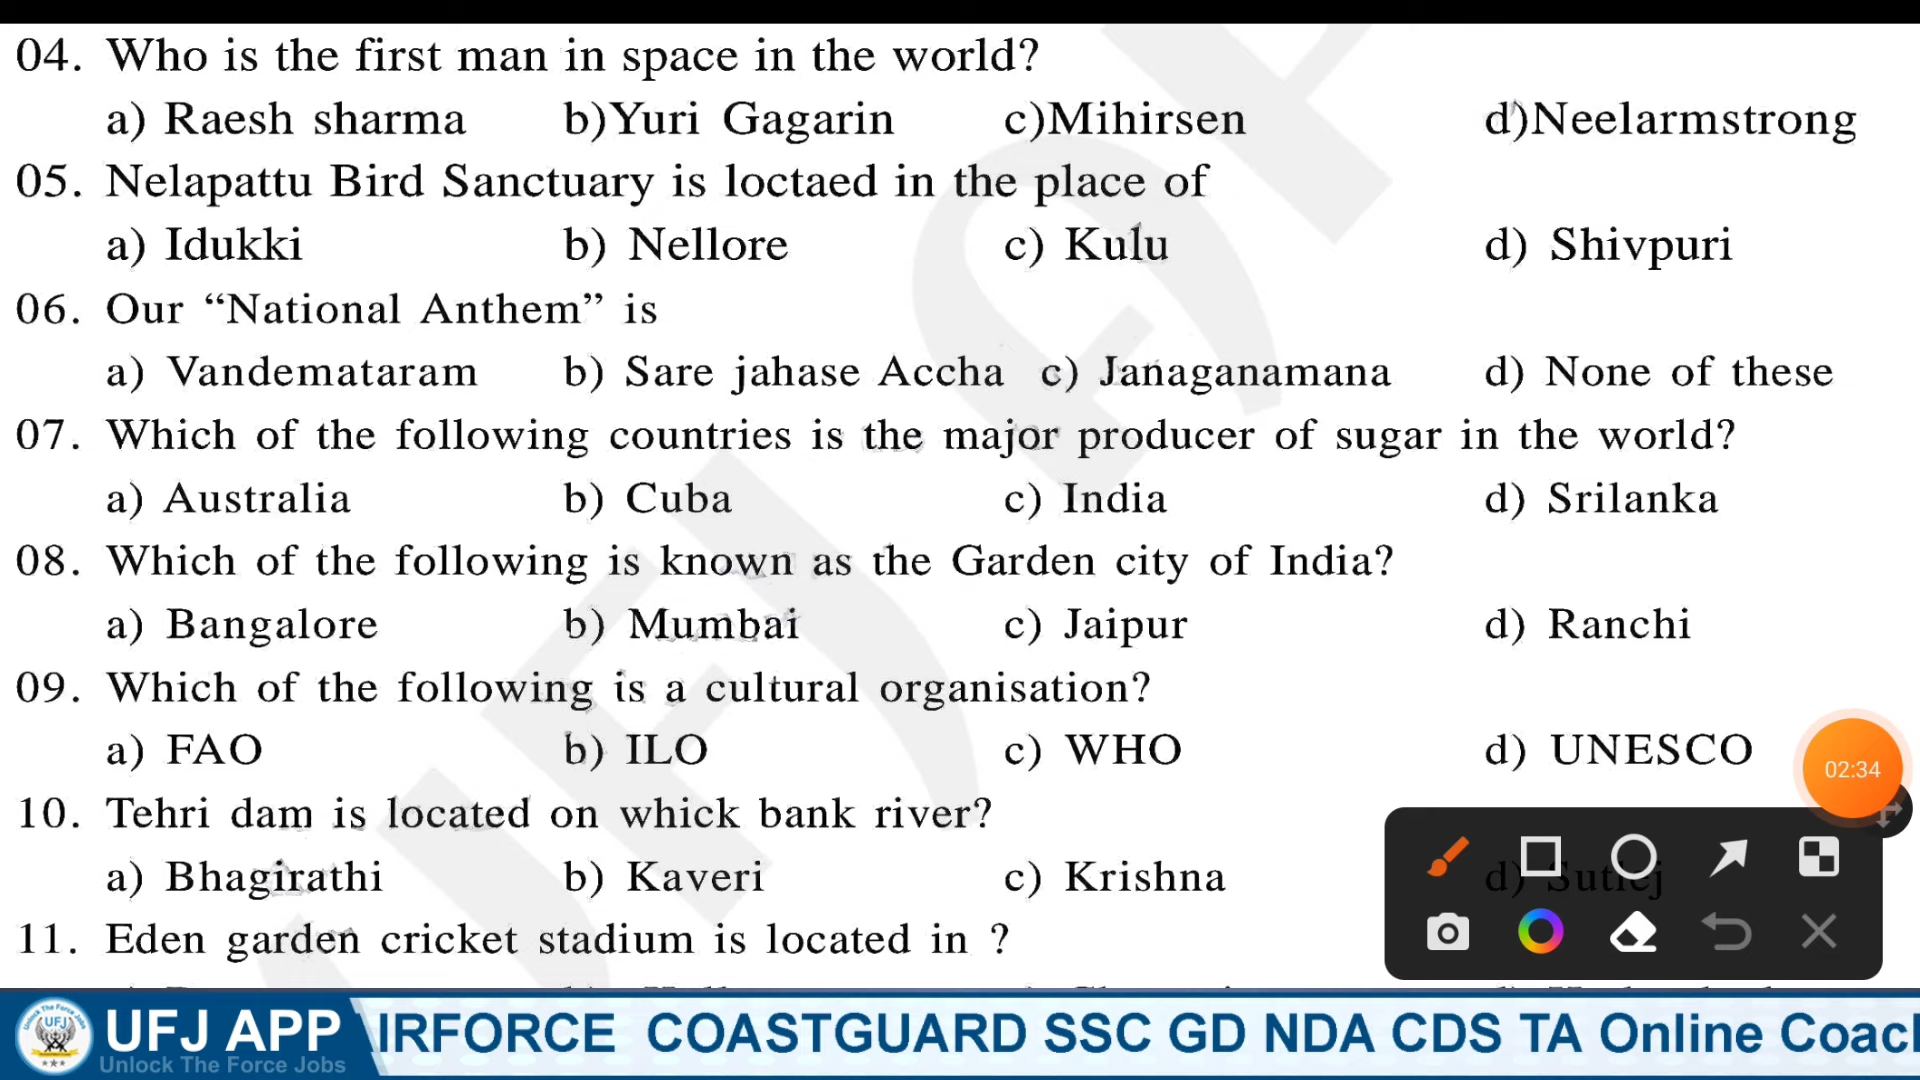 04. Who is the first man in space in the world?
a) Raesh sharma b)Yuri Gagarin c)Mihirsen d)Neelarmstrong
05. Nelapattu Bird Sanctuary is loctaed in the place of
a) Idukki b) Nellore c) Kulu d) Shivpuri
06. Our “National Anthem” is
a) Vandemataram b) Sare jahase Accha c) Janaganamana d) None of these
07. Which of the following countries is the major producer of sugar in the world?
a) Australia b) Cuba c) India d) Srilanka
08. Which of the following is known as the Garden city of India?
a) Bangalore b) Mumbai c) Jaipur d) Ranchi
09. Which of the following is a cultural organisation?
a) FAO b) ILO c) WHO d) UNESCO
02:34
10. Tehri dam is located on whick bank river?
a) Bhagirathi b) Kaveri c) Krishna d) Sutlej
11. Eden garden cricket stadium is located in ?
UFJ APP IRFORCE COASTGUARD SSC GD NDA CDS TA Online Coach
Unlock The Force Jobs